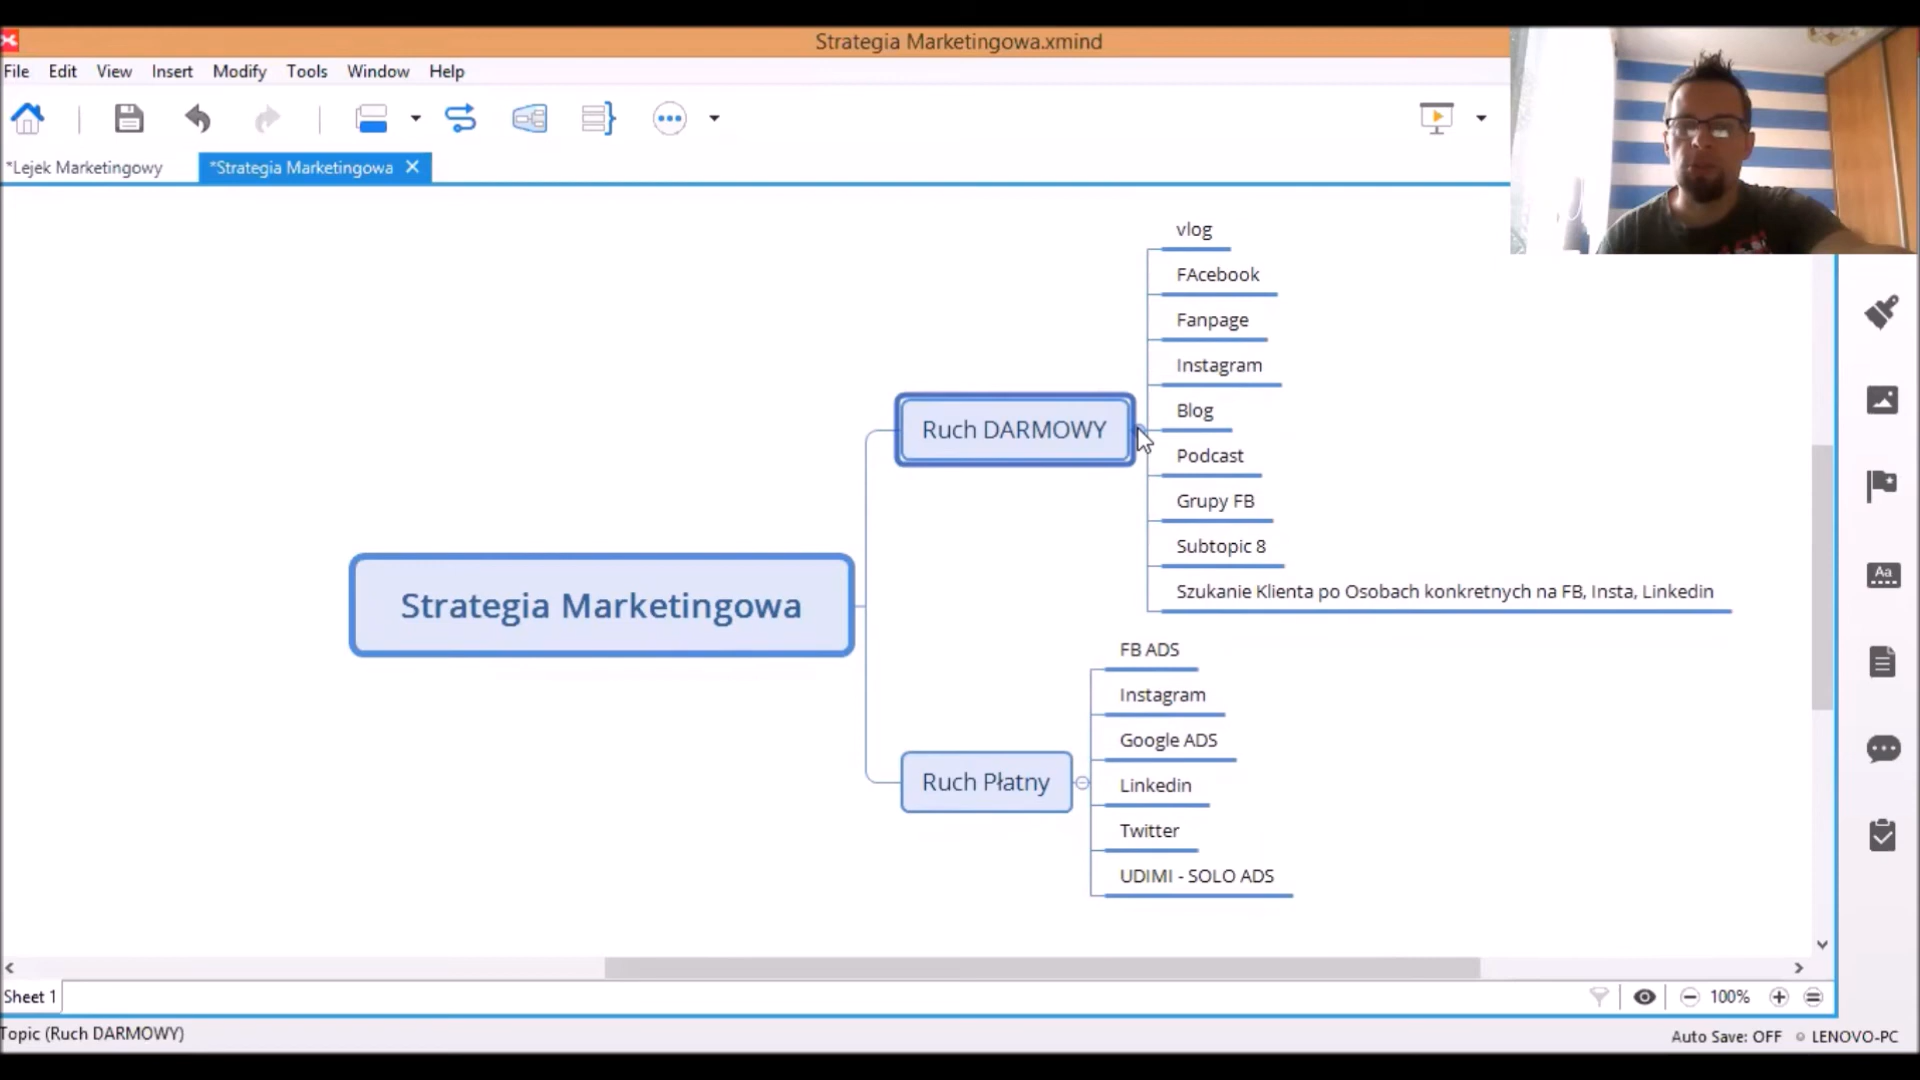 Strategia Marketingowa.xmind
File Edit View Insert Modify Tools Window Help
*Lejek Marketingowy *Strategia Marketingowa
vlog
FAcebook
Fanpage
Instagram
Blog
Podcast
Grupy FB
Subtopic 8
Szukanie Klienta po Osobach konkretnych na FB, Insta, Linkedin
Ruch DARMOWY
Strategia Marketingowa
FB ADS
Instagram
Google ADS
Linkedin
Twitter
UDIMI - SOLO ADS
Ruch Płatny
Aa
Sheet 1
100%
Topic (Ruch DARMOWY)
Auto Save: OFF LENOVO-PC